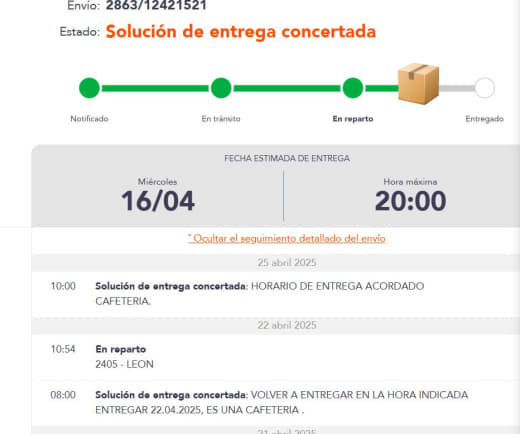 Envío: 2863/12421521
Estado: Solución de entrega concertada
Notificado
En tránsito
En reparto
Entregado
FECHA ESTIMADA DE ENTREGA
Miércoles
16/04
Hora máxima
20:00
ˆ Ocultar el seguimiento detallado del envío
25 abril 2025
10:00 Solución de entrega concertada: HORARIO DE ENTREGA ACORDADO
CAFETERIA.
22 abril 2025
10:54 En reparto
2405 - LEON
08:00 Solución de entrega concertada: VOLVER A ENTREGAR EN LA HORA INDICADA
ENTREGAR 22.04.2025, ES UNA CAFETERIA .
21 abril 2025